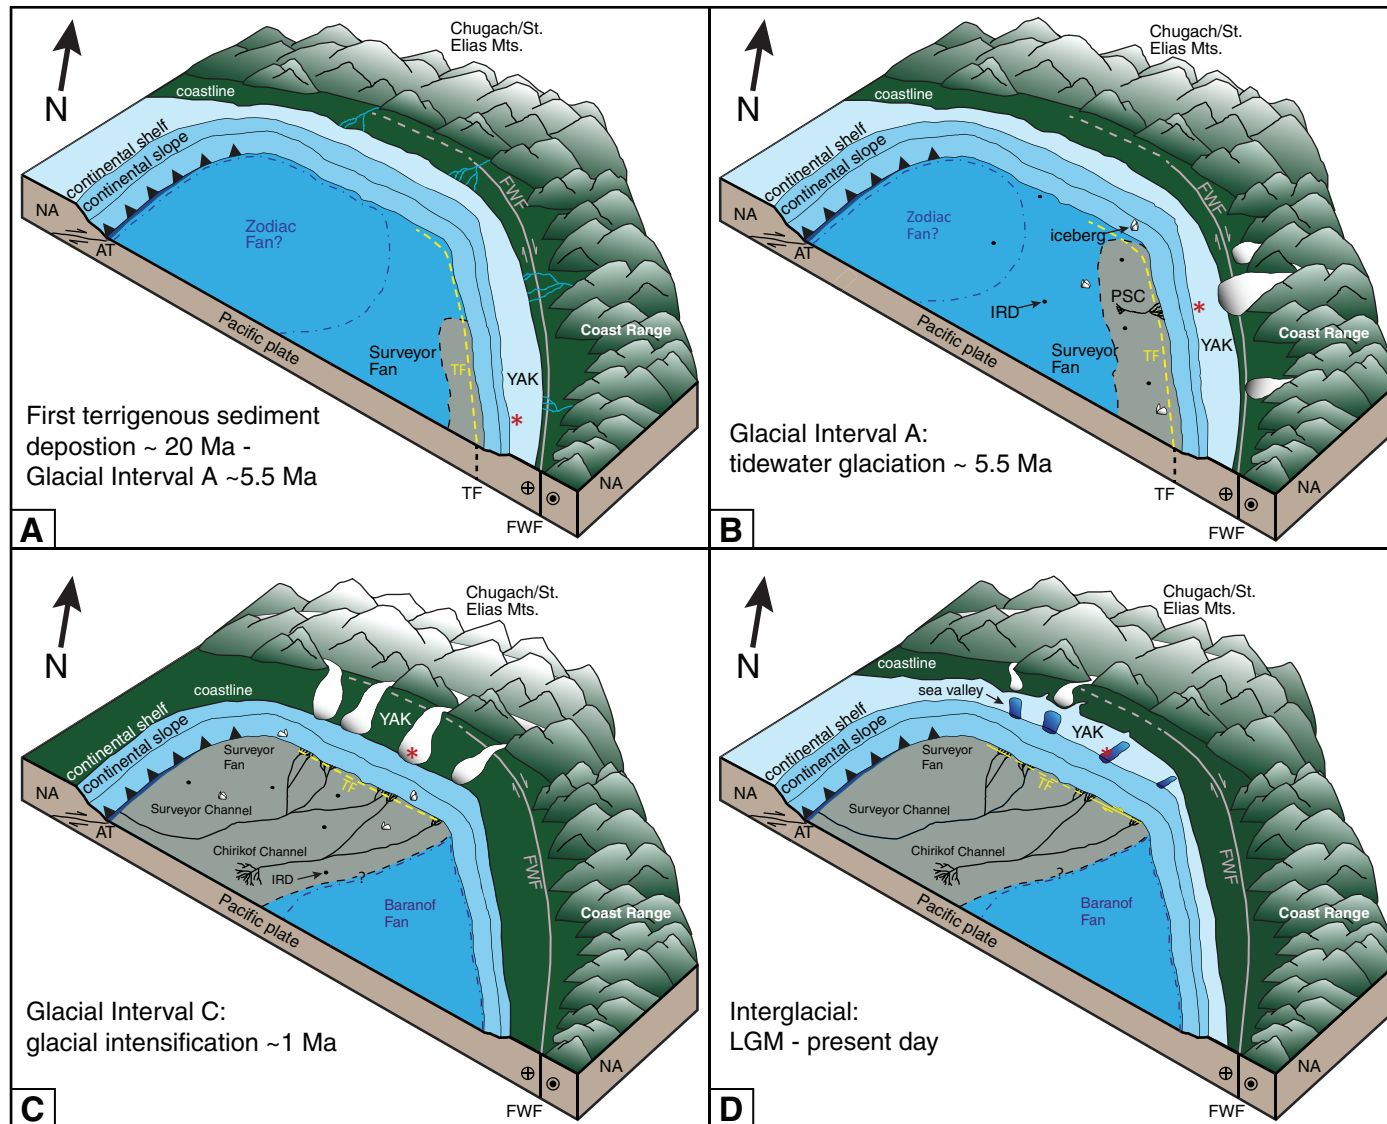 Chugach/St.
Elias Mts.
N
coastline
continental shelf
continental slope
FWF
NA
AT
Zodiac
Fan?
Pacific plate
Surveyor
Fan
TF
YAK
*
Coast Range
First terrigenous sediment
depostion ~ 20 Ma -
Glacial Interval A ~5.5 Ma
TF
FWF
NA
A
Chugach/St.
Elias Mts.
N
coastline
continental shelf
continental slope
FWF
NA
AT
Zodiac
Fan?
iceberg
IRD
PSC
*
Pacific plate
Surveyor
Fan
TF
YAK
Coast Range
Glacial Interval A:
tidewater glaciation ~ 5.5 Ma
TF
FWF
NA
B
Chugach/St.
Elias Mts.
N
coastline
YAK
*
continental shelf
continental slope
Surveyor
Fan
TF
NA
AT
Surveyor Channel
Chirikof Channel
IRD
?
FWF
Pacific plate
Baranof
Fan
Coast Range
Glacial Interval C:
glacial intensification ~1 Ma
FWF
NA
C
Chugach/St.
Elias Mts.
N
coastline
sea valley
YAK
*
continental shelf
continental slope
Surveyor
Fan
TF
NA
AT
Surveyor Channel
Chirikof Channel
?
FWF
Pacific plate
Baranof
Fan
Coast Range
Interglacial:
LGM - present day
FWF
NA
D